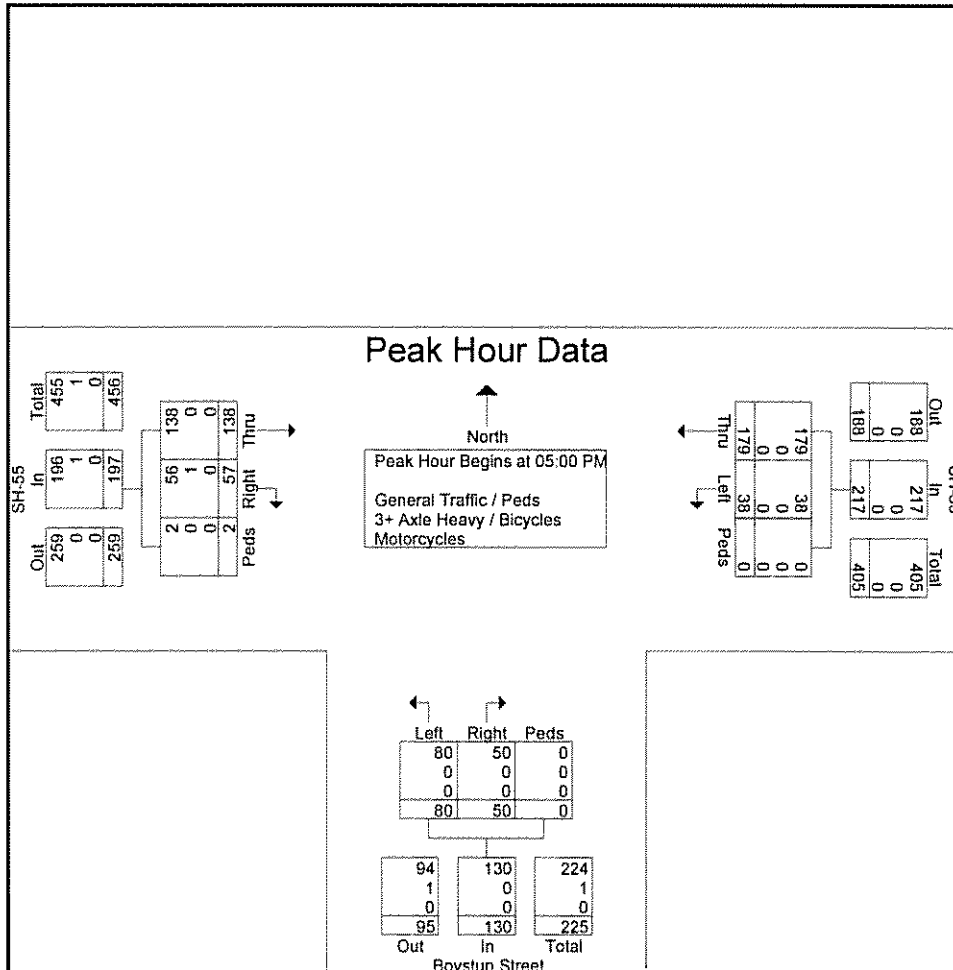 Peak Hour Data
North
Peak Hour Begins at 05:00 PM
General Traffic / Peds
3+ Axle Heavy / Bicycles
Motorcycles
SH-55
Total
455
1
0
456
In
196
1
0
197
Out
259
0
0
259
Thru
138
0
0
138
Right
56
1
0
57
Peds
2
0
0
2
Thru
179
0
0
179
Left
38
0
0
38
Peds
0
0
0
0
Out
188
0
0
188
In
217
0
0
217
Total
405
0
0
405
Left Right Peds
80 50 0
0 0 0
0 0 0
80 50 0
94 130 224
1 0 1
0 0 0
95 130 225
Out In Total
Boystun Street